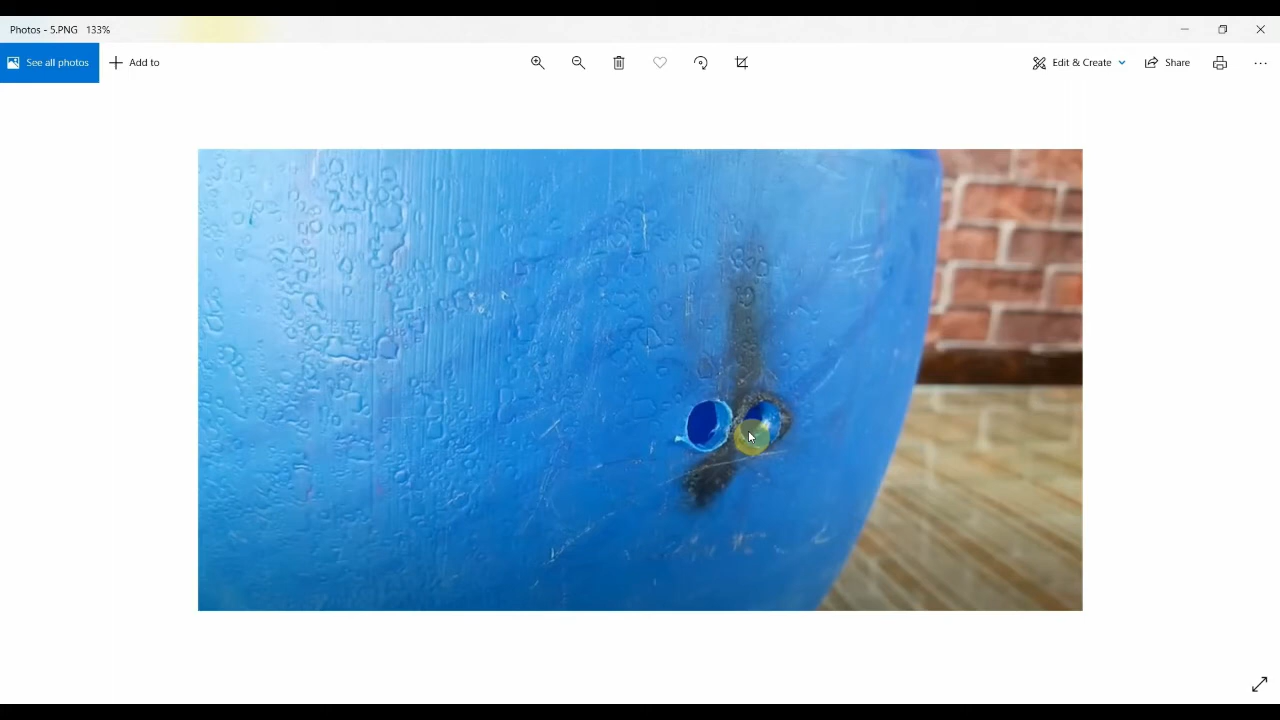 Photos - 5.PNG 133%
See all photos
Add to
Edit & Create
Share